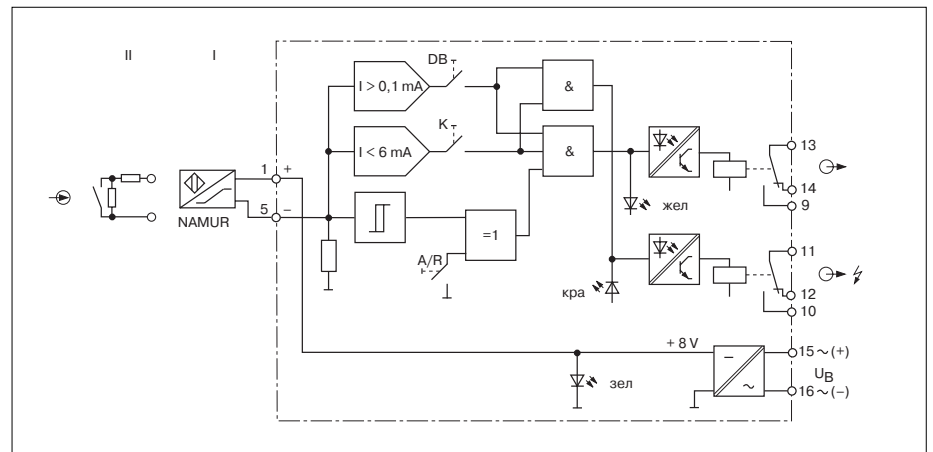 II
I
DB
I > 0,1 mA
&
K
I < 6 mA
&
13
14
9
1
+
5
–
NAMUR
жел
=1
A/R
11
12
10
кра
+ 8 V
–
~
15 ~ (+)
UB
16 ~ (–)
зел